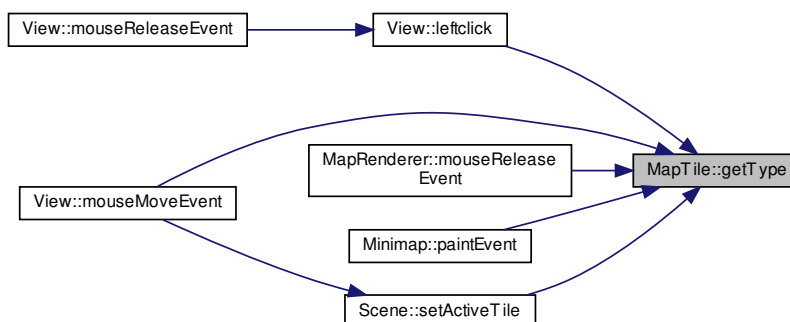 View::mouseReleaseEvent
View::leftclick
MapRenderer::mouseRelease
Event
MapTile::getType
View::mouseMoveEvent
Minimap::paintEvent
Scene::setActiveTile